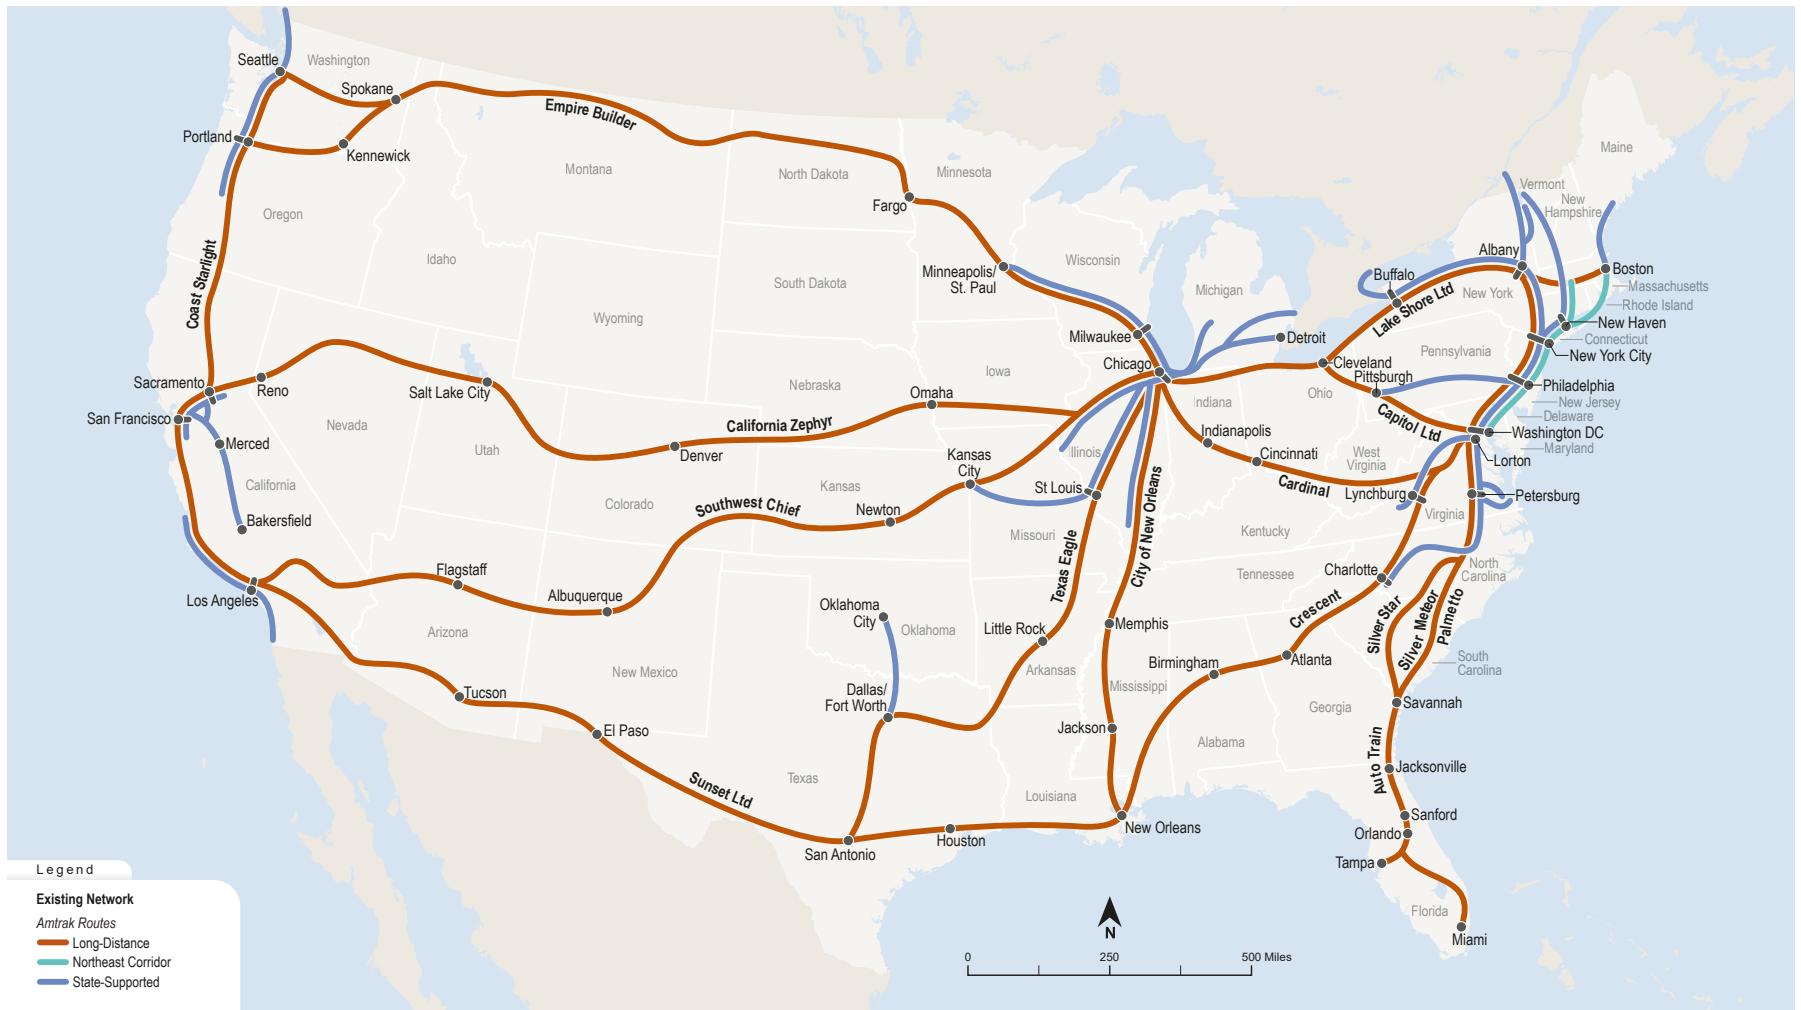 Seattle
Washington
Spokane
Portland
Kennewick
Empire Builder
Montana
North Dakota
Minnesota
Fargo
Maine
Vermont
New
Hampshire
Oregon
Idaho
Coast Starlight
Minneapolis/
St. Paul
Wisconsin
Michigan
South Dakota
Wyoming
Albany
Buffalo
New York
Lake Shore Ltd
Boston
Massachusetts
Rhode Island
New Haven
Connecticut
New York City
Milwaukee
Chicago
Detroit
Cleveland
Pittsburgh
Pennsylvania
Ohio
Philadelphia
New Jersey
Delaware
Washington DC
Maryland
Lorton
Sacramento
Reno
Salt Lake City
San Francisco
Nevada
Merced
Utah
California
Bakersfield
Nebraska
Iowa
Omaha
California Zephyr
Denver
Colorado
Kansas
Kansas
City
Illinois
Indiana
Indianapolis
Cincinnati
Capitol Ltd
West
Virginia
Cardinal
Lynchburg
Virginia
Petersburg
St Louis
Southwest Chief
Newton
Missouri
Kentucky
City of New Orleans
Texas Eagle
Tennessee
Charlotte
North
Carolina
Los Angeles
Flagstaff
Albuquerque
Arizona
New Mexico
Oklahoma
City
Oklahoma
Little Rock
Arkansas
Memphis
Mississippi
Birmingham
Atlanta
Crescent
Silver Star
Silver Meteor
Palmetto
South
Carolina
Tucson
El Paso
Dallas/
Fort Worth
Jackson
Alabama
Georgia
Savannah
Auto Train
Jacksonville
Sunset Ltd
Texas
Louisiana
San Antonio
Houston
New Orleans
Sanford
Orlando
Tampa
Florida
Miami
N
0
250
500 Miles
Legend
Existing Network
Amtrak Routes
Long-Distance
Northeast Corridor
State-Supported